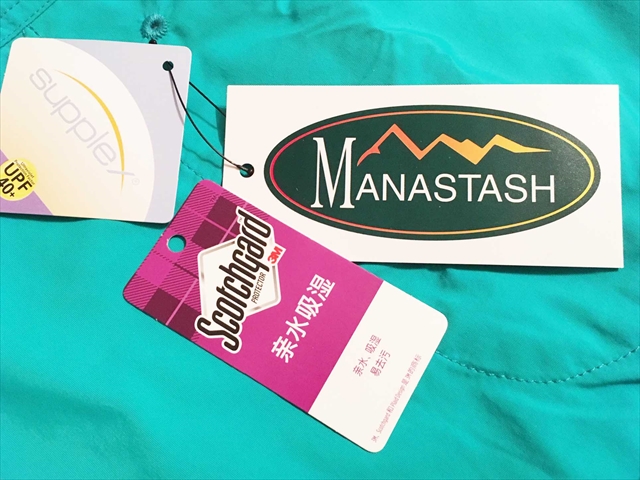 supplex
UPF
40+
MANASTASH
Scotchgard
PROTECTOR
3M
亲水吸湿
亲水、吸湿
易去污